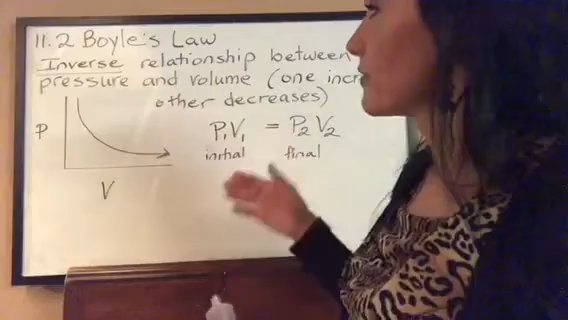 11.2 Boyle's Law
Inverse relationship between
pressure and volume (one incr
other decreases)
P
P₁V₁ = P₂V₂
initial final
V